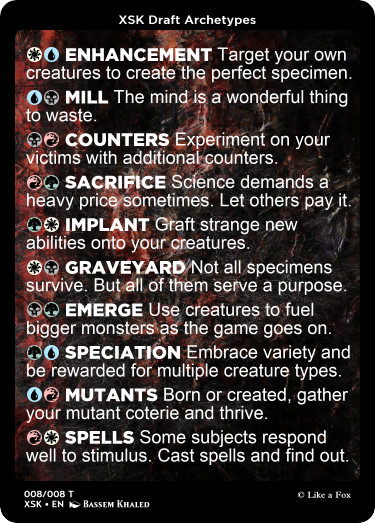 XSK Draft Archetypes
ENHANCEMENT Target your own
creatures to create the perfect specimen.
MILL The mind is a wonderful thing
to waste.
COUNTERS Experiment on your
victims with additional counters.
SACRIFICE Science demands a
heavy price sometimes. Let others pay it.
IMPLANT Graft strange new
abilities onto your creatures.
GRAVEYARD Not all specimens
survive. But all of them serve a purpose.
EMERGE Use creatures to fuel
bigger monsters as the game goes on.
SPECIATION Embrace variety and
be rewarded for multiple creature types.
MUTANTS Born or created, gather
your mutant coterie and thrive.
SPELLS Some subjects respond
well to stimulus. Cast spells and find out.
008/008 T
XSK • EN Bassem Khaled
© Like a Fox